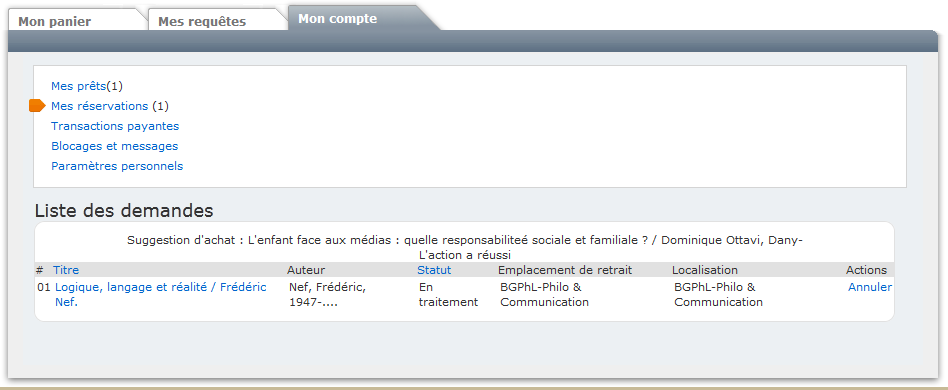 Mon panier Mes requêtes Mon compte
Mes prêts(1)
Mes réservations (1)
Transactions payantes
Blocages et messages
Paramètres personnels
Liste des demandes
Suggestion d'achat : L'enfant face aux médias : quelle responsabiliteé sociale et familiale ? / Dominique Ottavi, Dany-
L'action a réussi
# Titre Auteur Statut Emplacement de retrait Localisation Actions
01 Logique, langage et réalité / Frédéric Nef, Frédéric, En BGPhL-Philo & BGPhL-Philo & Annuler
Nef. 1947-.... traitement Communication Communication